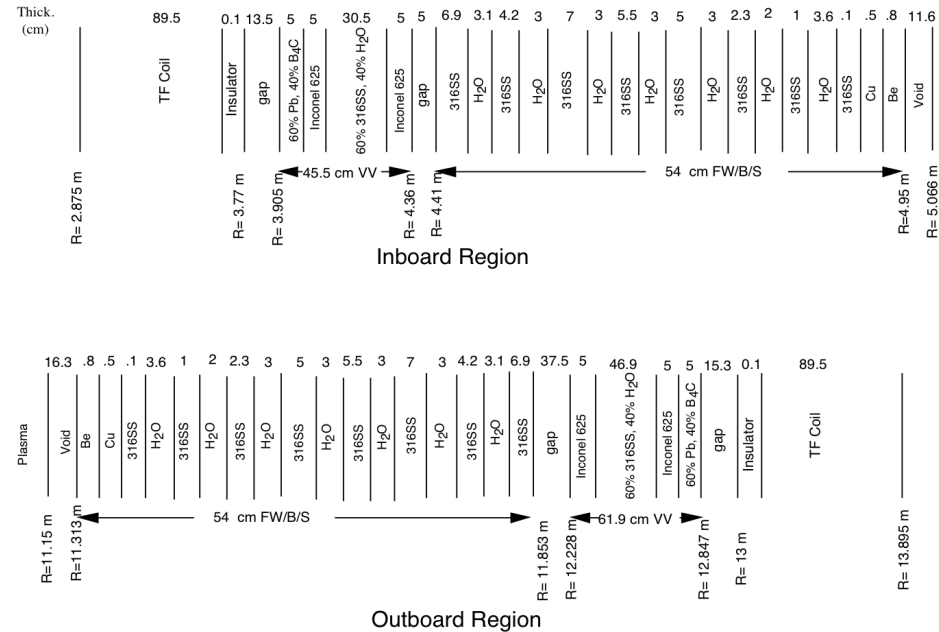 Thick.
(cm)
89.5 0.1 13.5 5 5 30.5 5 5 6.9 3.1 4.2 3 7 3 5.5 3 5 3 2.3 2 1 3.6 .1 .5 .8 11.6
TF Coil
Insulator
gap
60% Pb, 40% B4C
Inconel 625
60% 316SS, 40% H2O
Inconel 625
gap
316SS
H2O
316SS
H2O
316SS
H2O
316SS
H2O
316SS
H2O
316SS
H2O
316SS
H2O
316SS
Cu
Be
Void
45.5 cm VV
54 cm FW/B/S
R= 2.875 m
R= 3.77 m
R= 3.905 m
R= 4.36 m
R= 4.41 m
R=4.95 m
R= 5.066 m
Inboard Region
16.3 .8 .5 .1 3.6 1 2 2.3 3 5 3 5.5 3 7 3 4.2 3.1 6.9 37.5 5 46.9 5 5 15.3 0.1 89.5
Plasma
Void
Be
Cu
316SS
H2O
316SS
H2O
316SS
H2O
316SS
H2O
316SS
H2O
316SS
H2O
316SS
H2O
316SS
gap
Inconel 625
60% 316SS, 40% H2O
Inconel 625
60% Pb, 40% B4C
gap
Insulator
TF Coil
54 cm FW/B/S
61.9 cm VV
R=11.15 m
R=11.313 m
R= 11.853 m
R= 12.228 m
R= 12.847 m
R= 13 m
R= 13.895 m
Outboard Region